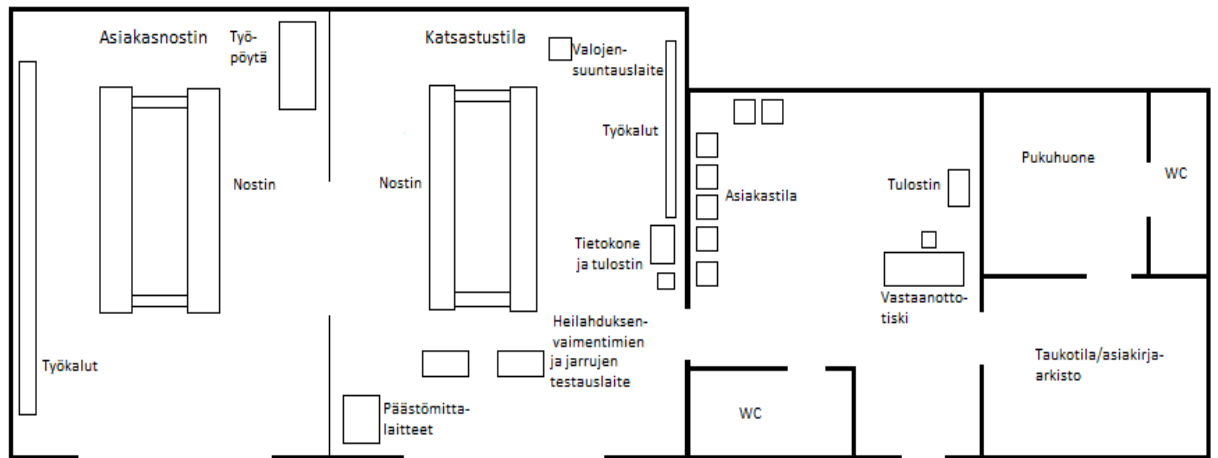 Asiakasnostin
Työ-
pöytä
Katsastustila
Valojen-
suuntauslaite
Työkalut
Nostin
Nostin
Tietokone
ja tulostin
Heilahduksen-
vaimentimien
ja jarrujen
testauslaite
Työkalut
Päästömitta-
laitteet
Asiakastila
Tulostin
Vastaanotto-
tiski
WC
Pukuhuone
WC
Taukotila/asiakirja-
arkisto